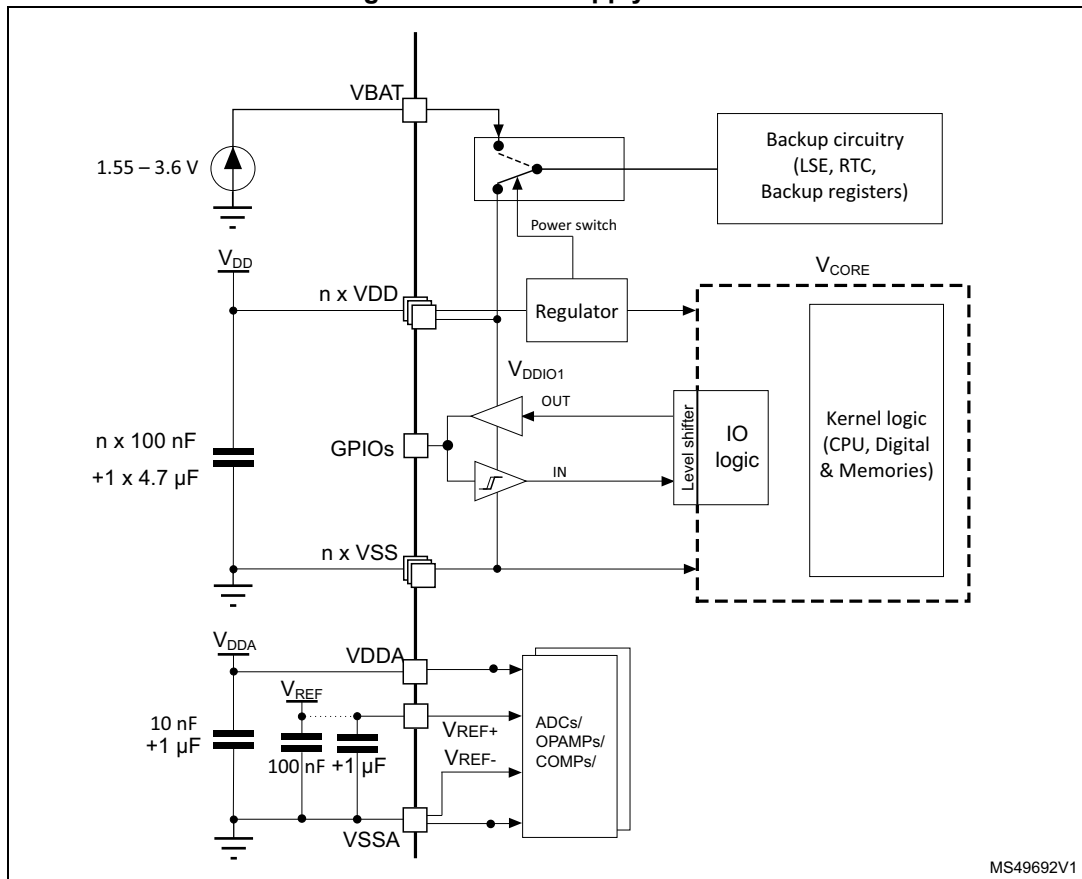 VBAT
1.55 – 3.6 V
Backup circuitry
(LSE, RTC,
Backup registers)
Power switch
VDD
n x VDD
Regulator
VCORE
VDDIO1
OUT
n x 100 nF
+1 x 4.7 µF
GPIOs
IN
Level shifter
IO
logic
Kernel logic
(CPU, Digital
& Memories)
n x VSS
VDDA
VDDA
VREF
10 nF
+1 µF
100 nF
+1 µF
VREF+
VREF-
ADCs/
OPAMPs/
COMPs/
VSSA
MS49692V1